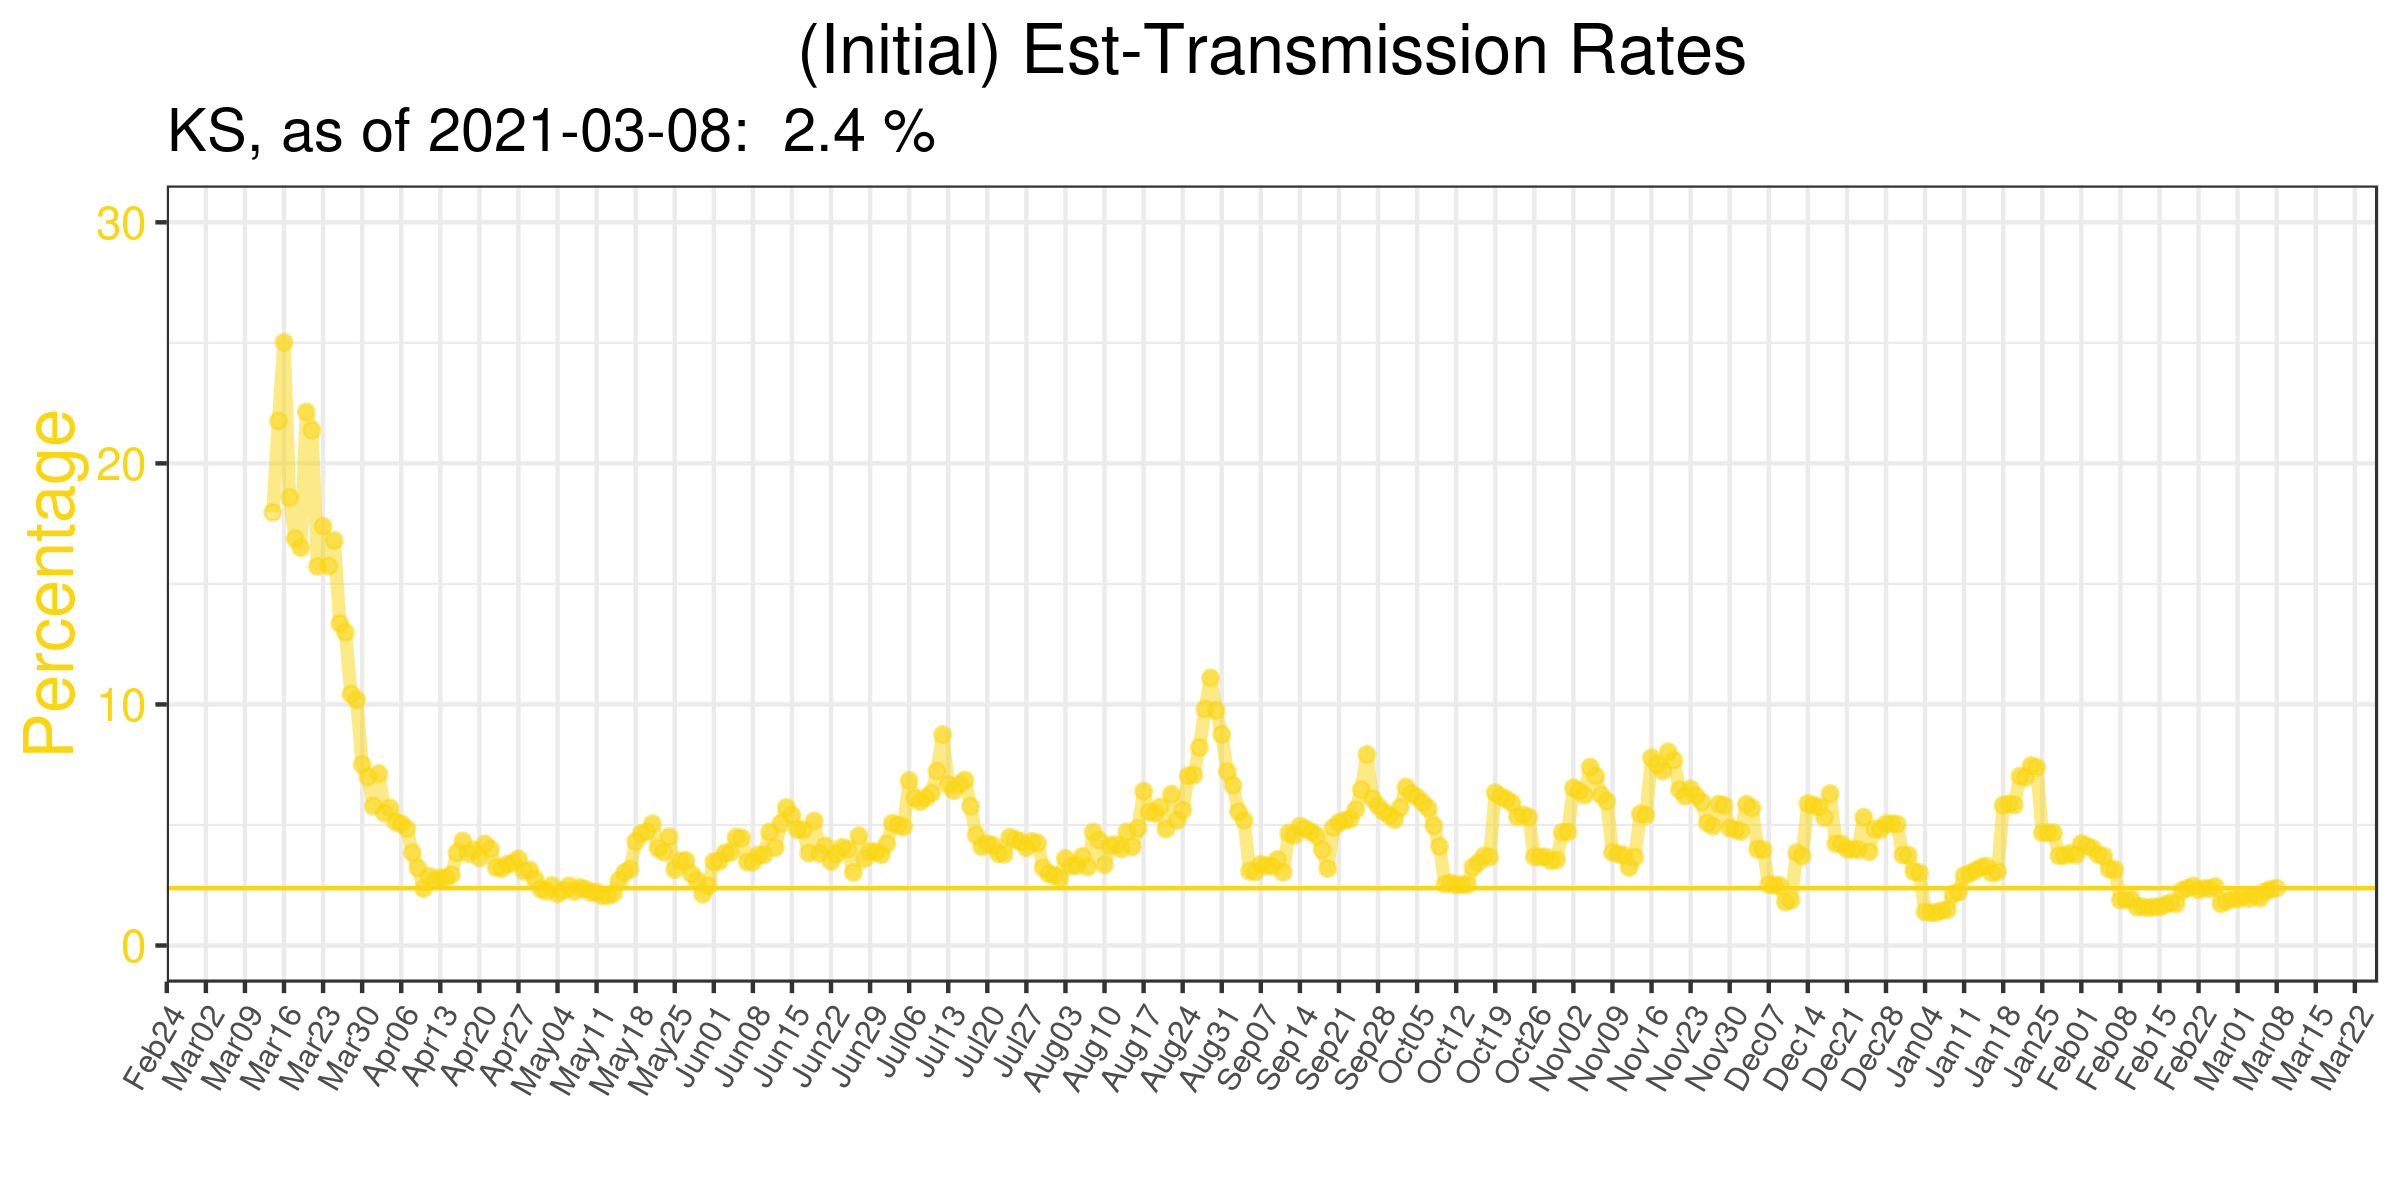 (Initial) Est-Transmission Rates
KS, as of 2021-03-08:  2.4 %
Percentage
30
20
10
0
Feb24
Mar02
Mar09
Mar16
Mar23
Mar30
Apr06
Apr13
Apr20
Apr27
May04
May11
May18
May25
Jun01
Jun08
Jun15
Jun22
Jun29
Jul06
Jul13
Jul20
Jul27
Aug03
Aug10
Aug17
Aug24
Aug31
Sep07
Sep14
Sep21
Sep28
Oct05
Oct12
Oct19
Oct26
Nov02
Nov09
Nov16
Nov23
Nov30
Dec07
Dec14
Dec21
Dec28
Jan04
Jan11
Jan18
Jan25
Feb01
Feb08
Feb15
Feb22
Mar01
Mar08
Mar15
Mar22